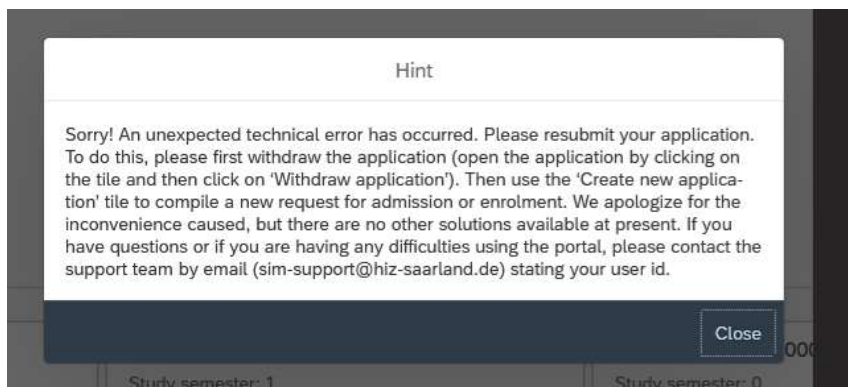 Hint
Sorry! An unexpected technical error has occurred. Please resubmit your application.
To do this, please first withdraw the application (open the application by clicking on
the tile and then click on ‘Withdraw application’). Then use the ‘Create new applica-
tion’ tile to compile a new request for admission or enrolment. We apologize for the
inconvenience caused, but there are no other solutions available at present. If you
have questions or if you are having any difficulties using the portal, please contact the
support team by email (sim-support@hiz-saarland.de) stating your user id.
Close
Study semester: 1
Study semester: 0